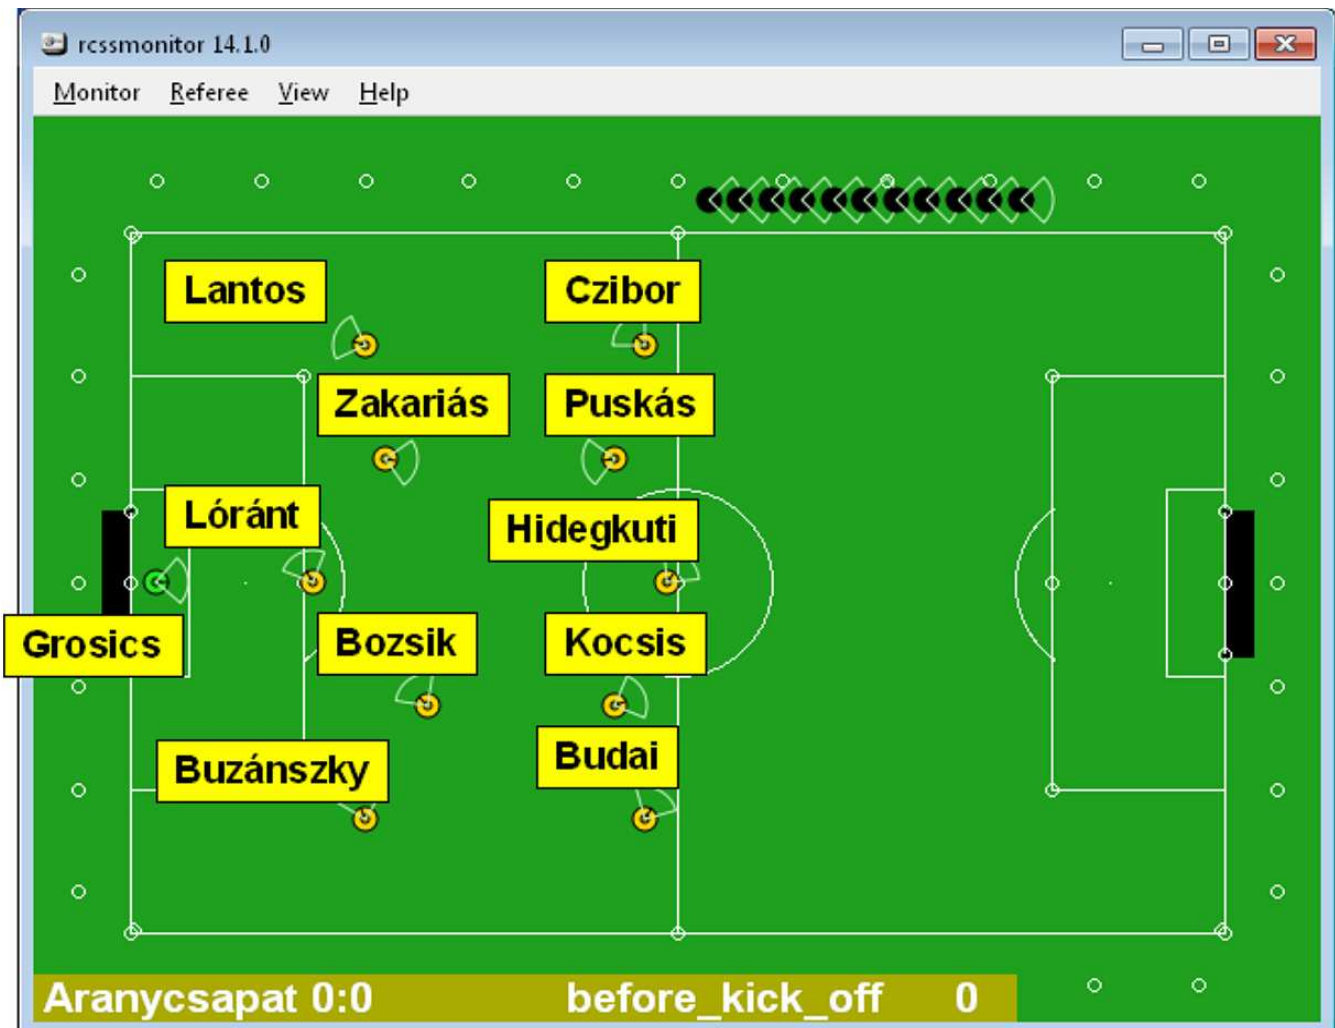 rcssmonitor 14.1.0
Monitor Referee View Help
Lantos
Czibor
Zakariás
Puskás
Lóránt
Hidegkuti
Grosics
Bozsik
Kocsis
Buzánszky
Budai
Aranycsapat 0:0 before_kick_off 0